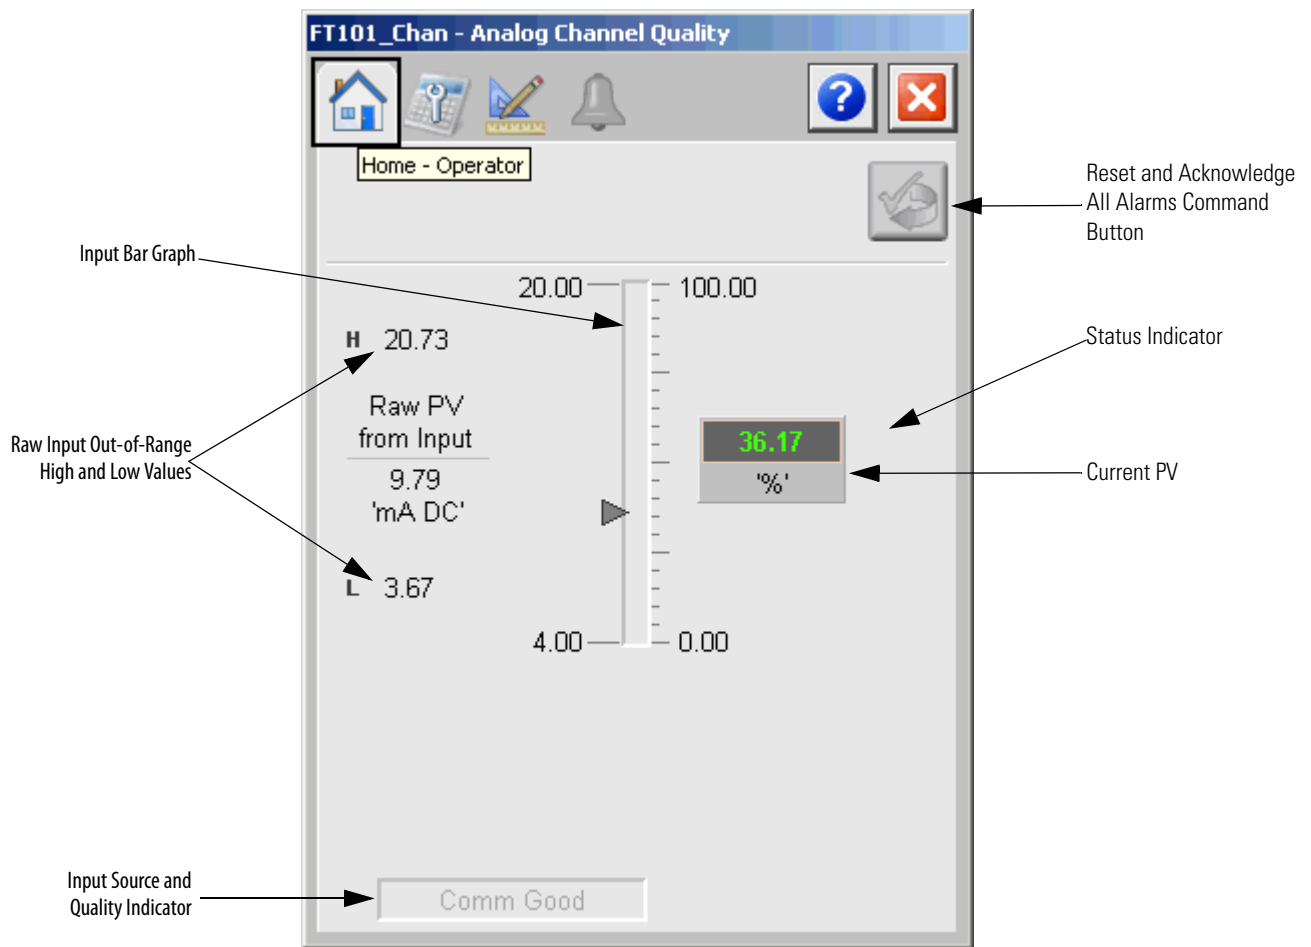 FT101_Chan - Analog Channel Quality
Home - Operator
Reset and Acknowledge
All Alarms Command
Button
Input Bar Graph
20.00
100.00
H 20.73
Status Indicator
Raw PV
from Input
9.79
'mA DC'
Raw Input Out-of-Range
High and Low Values
36.17
'%'
Current PV
L 3.67
4.00
0.00
Input Source and
Quality Indicator
Comm Good